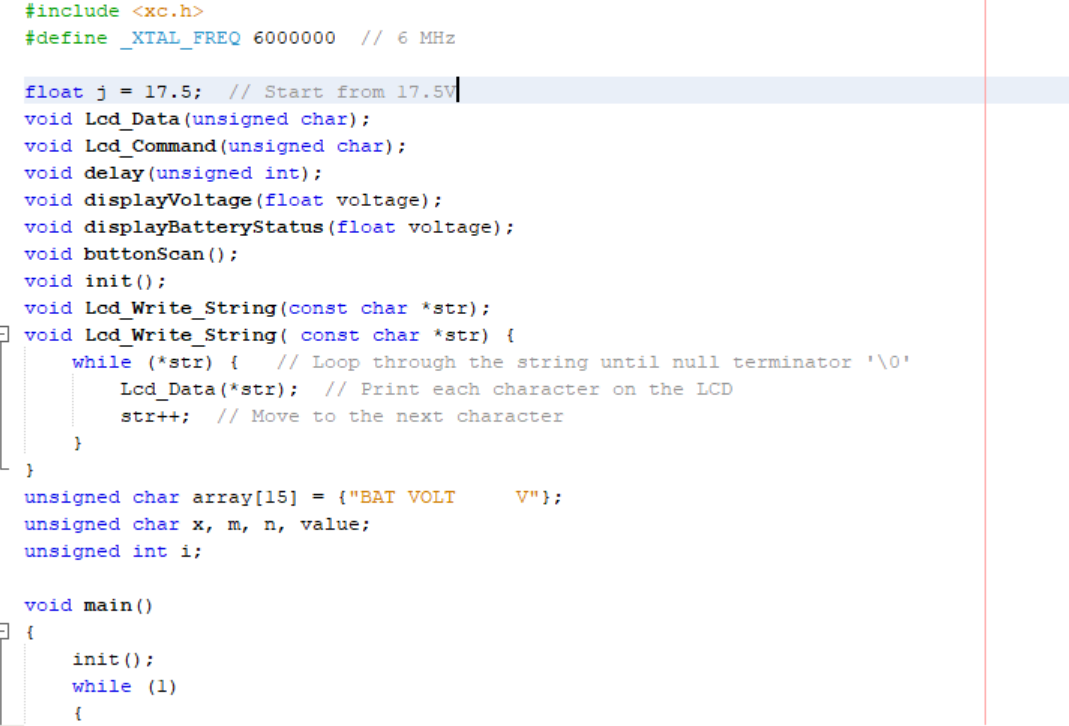 #include <xc.h>
#define _XTAL_FREQ 6000000  // 6 MHz

float j = 17.5;  // Start from 17.5V
void Lcd_Data(unsigned char);
void Lcd_Command(unsigned char);
void delay(unsigned int);
void displayVoltage(float voltage);
void displayBatteryStatus(float voltage);
void buttonScan();
void init();
void Lcd_Write_String(const char *str);
void Lcd_Write_String( const char *str) {
    while (*str) {   // Loop through the string until null terminator '\0'
        Lcd_Data(*str);  // Print each character on the LCD
        str++;  // Move to the next character
    }
}
unsigned char array[15] = {"BAT VOLT     V"};
unsigned char x, m, n, value;
unsigned int i;

void main()
{
    init();
    while (1)
    {